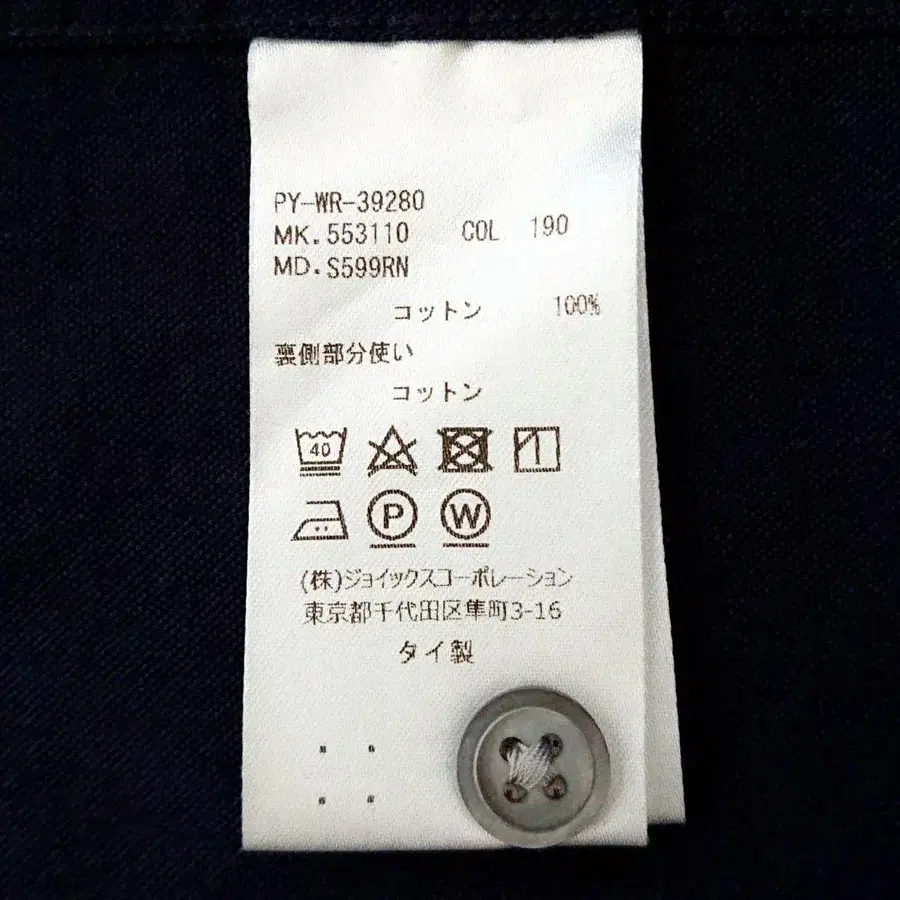 PY-WR-39280
MK.553110 COL 190
MD.S599RN
コットン 100%
裏側部分使い
コットン
40
P W
(株)ジョイックスコーポレーション
東京都千代田区隼町3-16
タイ製